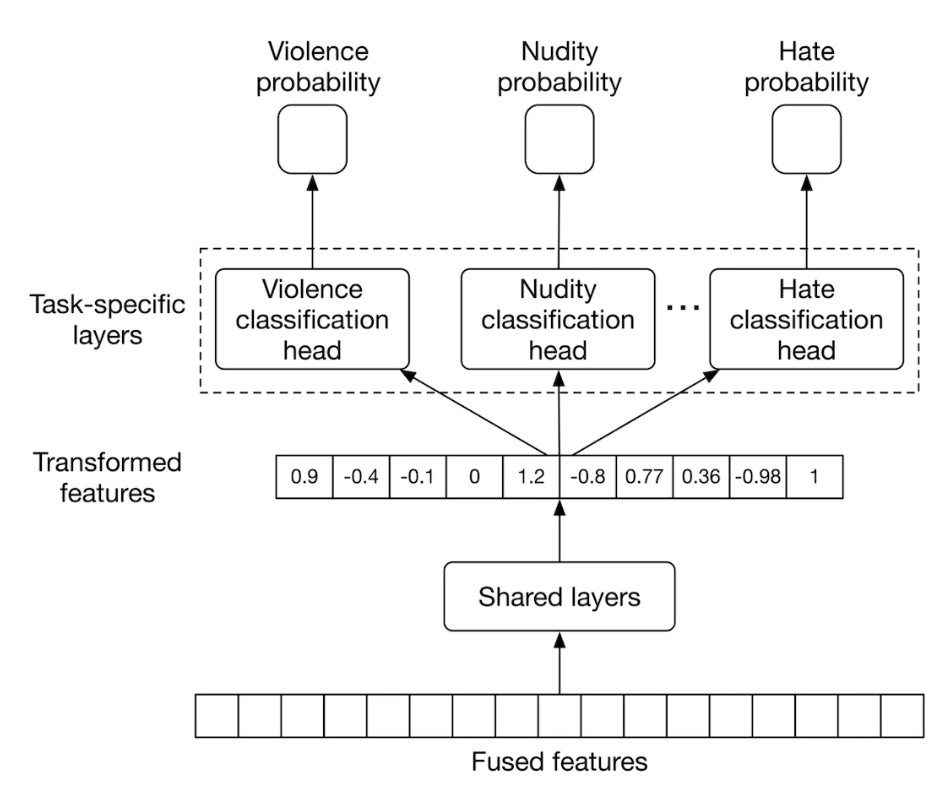 Violence
probability
Nudity
probability
Hate
probability
Task-specific
layers
Violence
classification
head
Nudity
classification
head
...
Hate
classification
head
Transformed
features
0.9 -0.4 -0.1 0 1.2 -0.8 0.77 0.36 -0.98 1
Shared layers
Fused features